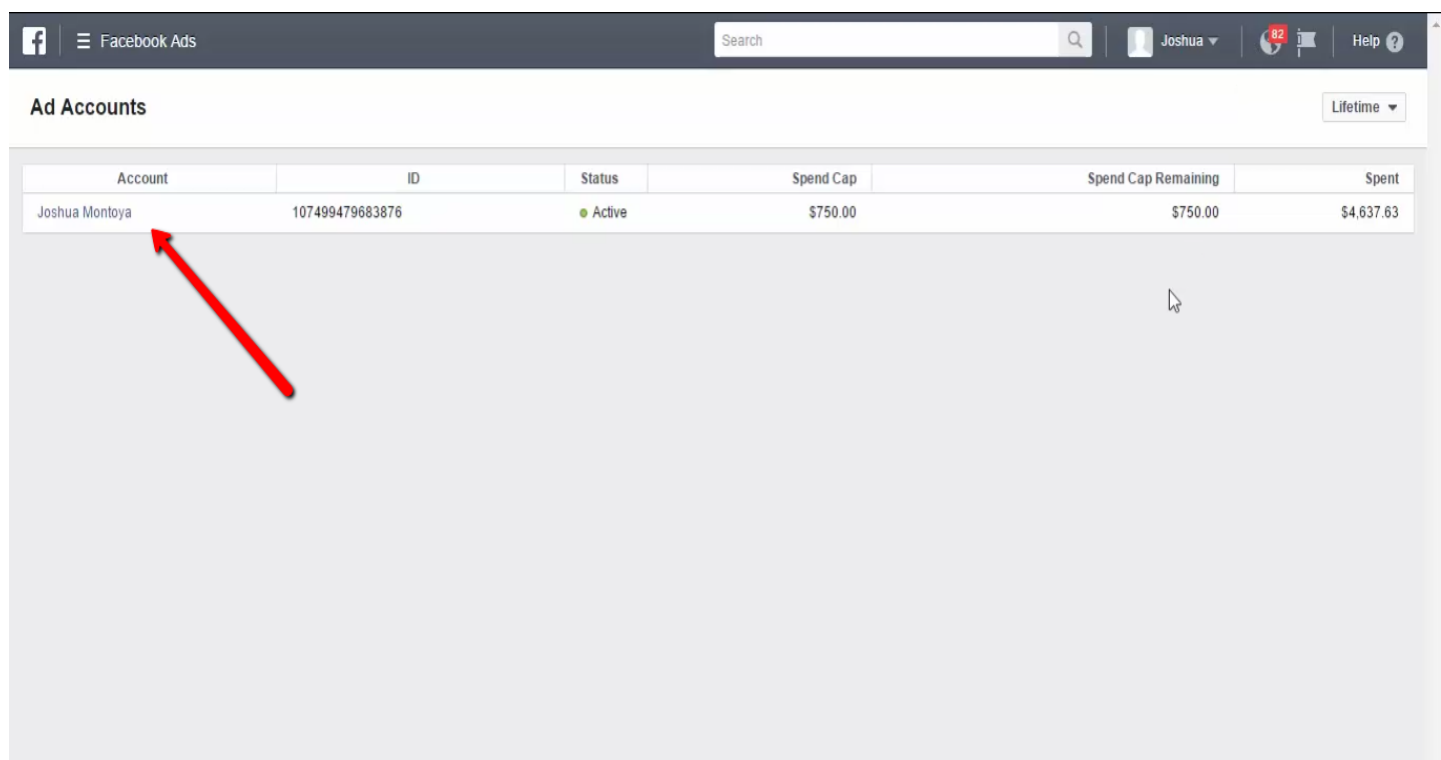 f Facebook Ads Search Joshua 82 Help ?
Ad Accounts Lifetime
Account ID Status Spend Cap Spend Cap Remaining Spent
Joshua Montoya 107499479683876 Active $750.00 $750.00 $4,637.63